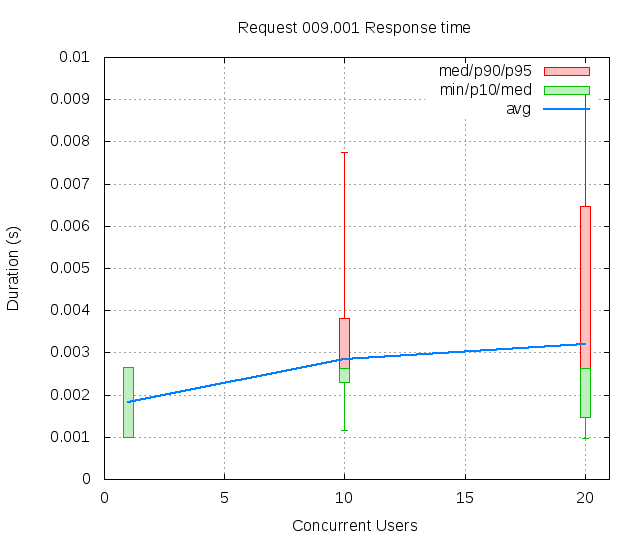 Request 009.001 Response time
0.01
0.009
0.008
0.007
0.006
0.005
0.004
0.003
0.002
0.001
0
Duration (s)
med/p90/p95
min/p10/med
avg
0 5 10 15 20
Concurrent Users